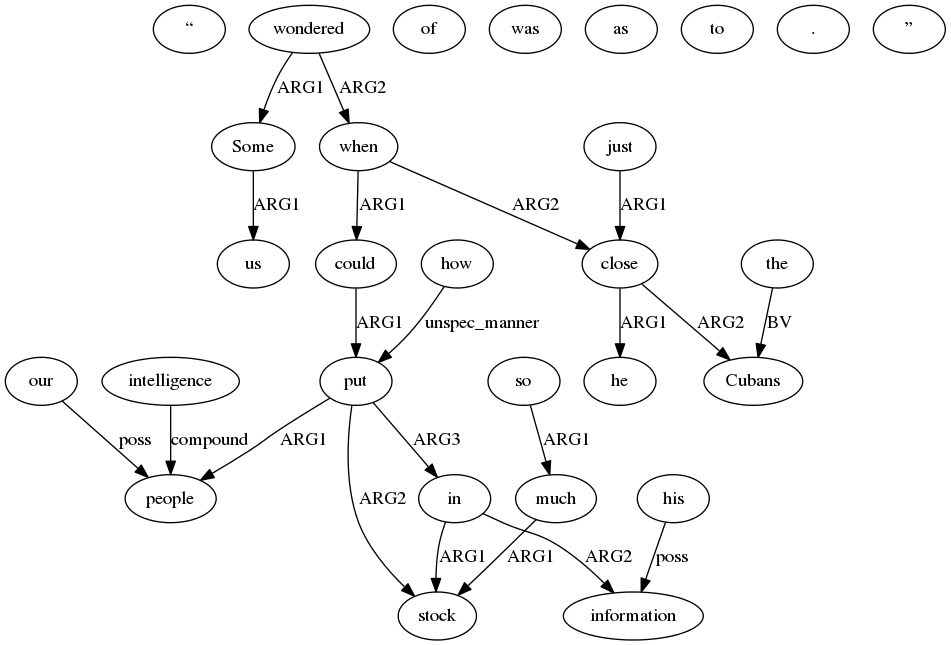 “ wondered of was as to . ”
ARG1 ARG2
Some when just
ARG1 ARG1 ARG2 ARG1
us could how close the
ARG1 unspec_manner ARG1 ARG2 BV
our intelligence put so he Cubans
poss compound ARG1 ARG2 ARG3 ARG1
people in much his
ARG1 ARG1 ARG2 poss
stock information